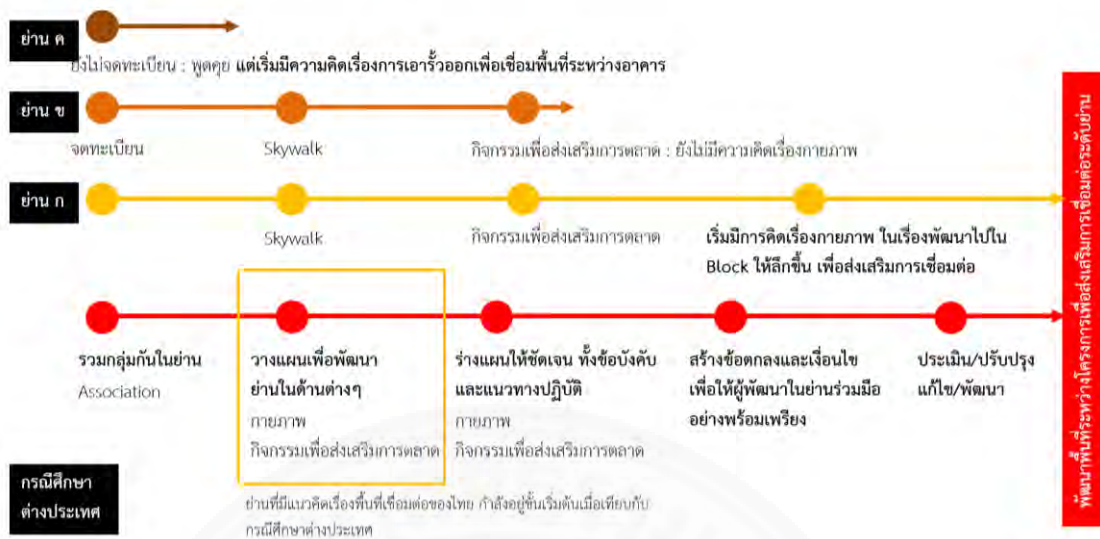 ย่าน ค
ยังไม่จดทะเบียน : พูดคุย แต่เริ่มมีความคิดเรื่องการเอารั้วออกเพื่อเชื่อมพื้นที่ระหว่างอาคาร
ย่าน ข
จดทะเบียน
Skywalk
กิจกรรมเพื่อส่งเสริมการตลาด : ยังไม่มีความคิดเรื่องกายภาพ
ย่าน ก
Skywalk
กิจกรรมเพื่อส่งเสริมการตลาด
เริ่มมีการคิดเรื่องกายภาพ ในเรื่องพัฒนาไปใน
Block ให้ลึกขึ้น เพื่อส่งเสริมการเชื่อมต่อ
รวมกลุ่มกันในย่าน
Association
วางแผนเพื่อพัฒนา
ย่านในด้านต่างๆ
กายภาพ
กิจกรรมเพื่อส่งเสริมการตลาด
ร่างแผนให้ชัดเจน ทั้งข้อบังคับ
และแนวทางปฏิบัติ
กายภาพ
กิจกรรมเพื่อส่งเสริมการตลาด
สร้างข้อตกลงและเงื่อนไข
เพื่อให้ผู้พัฒนาในย่านร่วมมือ
อย่างพร้อมเพรียง
ประเมิน/ปรับปรุง
แก้ไข/พัฒนา
กรณีศึกษา
ต่างประเทศ
ย่านที่มีแนวคิดเรื่องพื้นที่เชื่อมต่อของไทย กำลังอยู่ขั้นเริ่มต้นเมื่อเทียบกับ
กรณีศึกษาต่างประเทศ
พัฒนาพื้นที่ระหว่างโครงการเพื่อส่งเสริมการเชื่อมต่อระดับย่าน